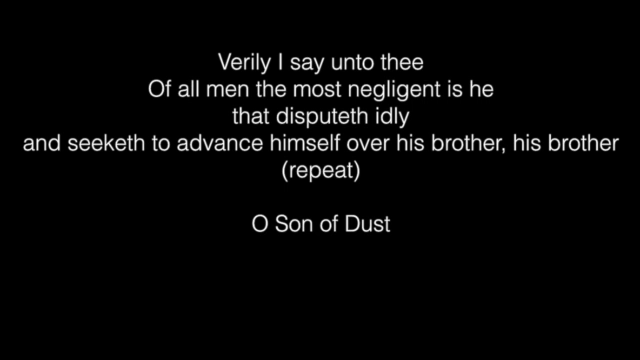 Verily I say unto thee
Of all men the most negligent is he
that disputeth idly
and seeketh to advance himself over his brother, his brother
(repeat)
O Son of Dust